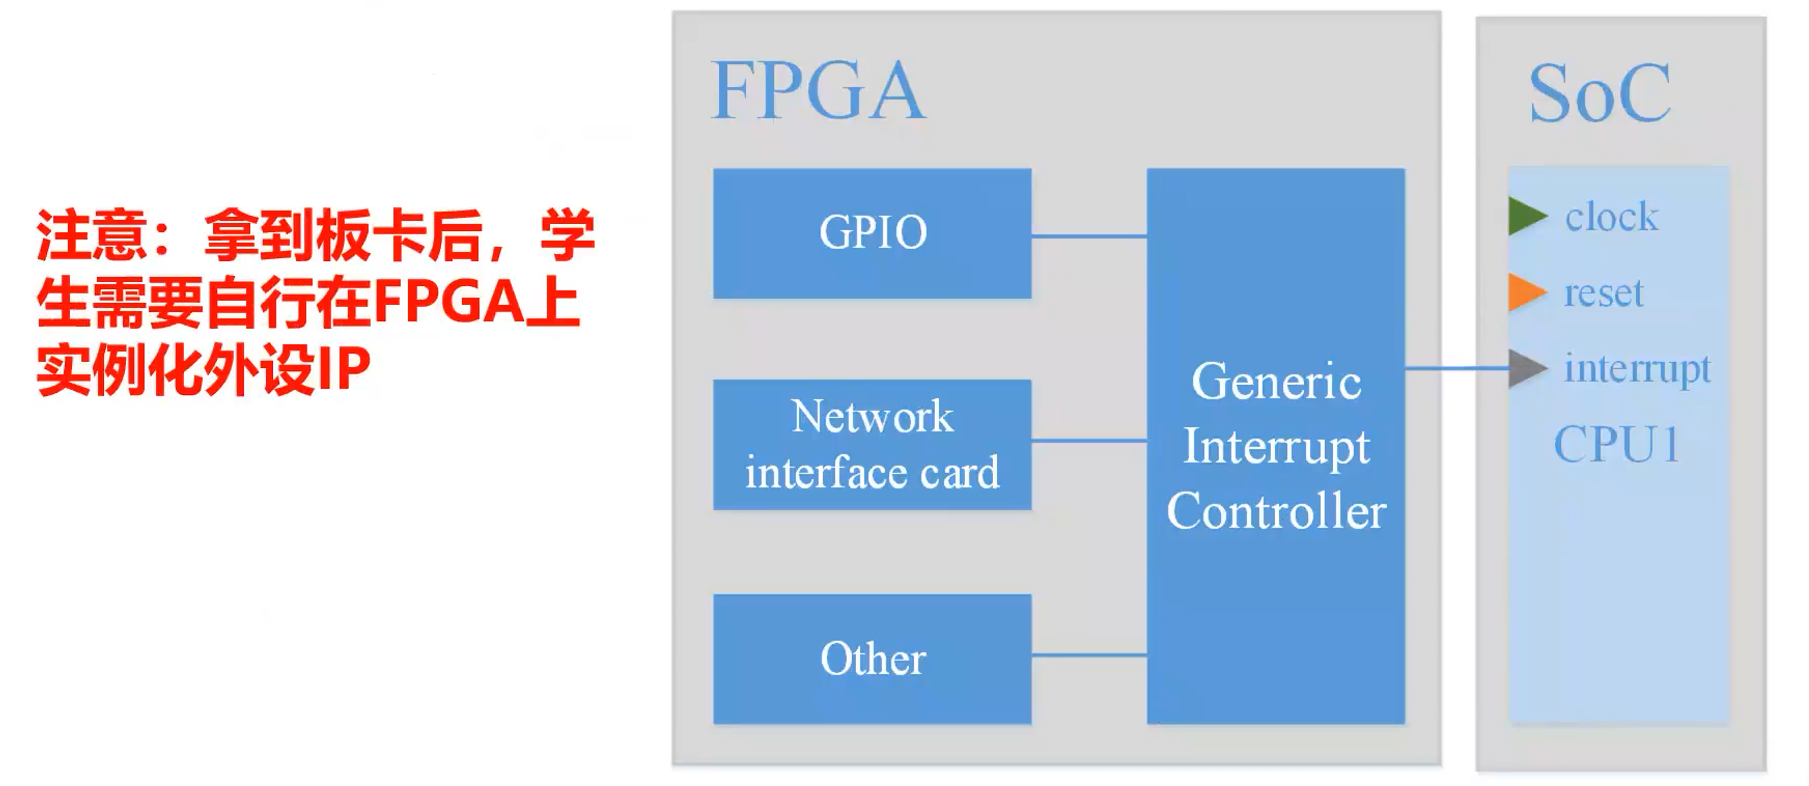 注意：拿到板卡后，学
生需要自行在FPGA上
实例化外设IP
FPGA
GPIO
Network
interface card
Other
Generic
Interrupt
Controller
SoC
clock
reset
interrupt
CPU1